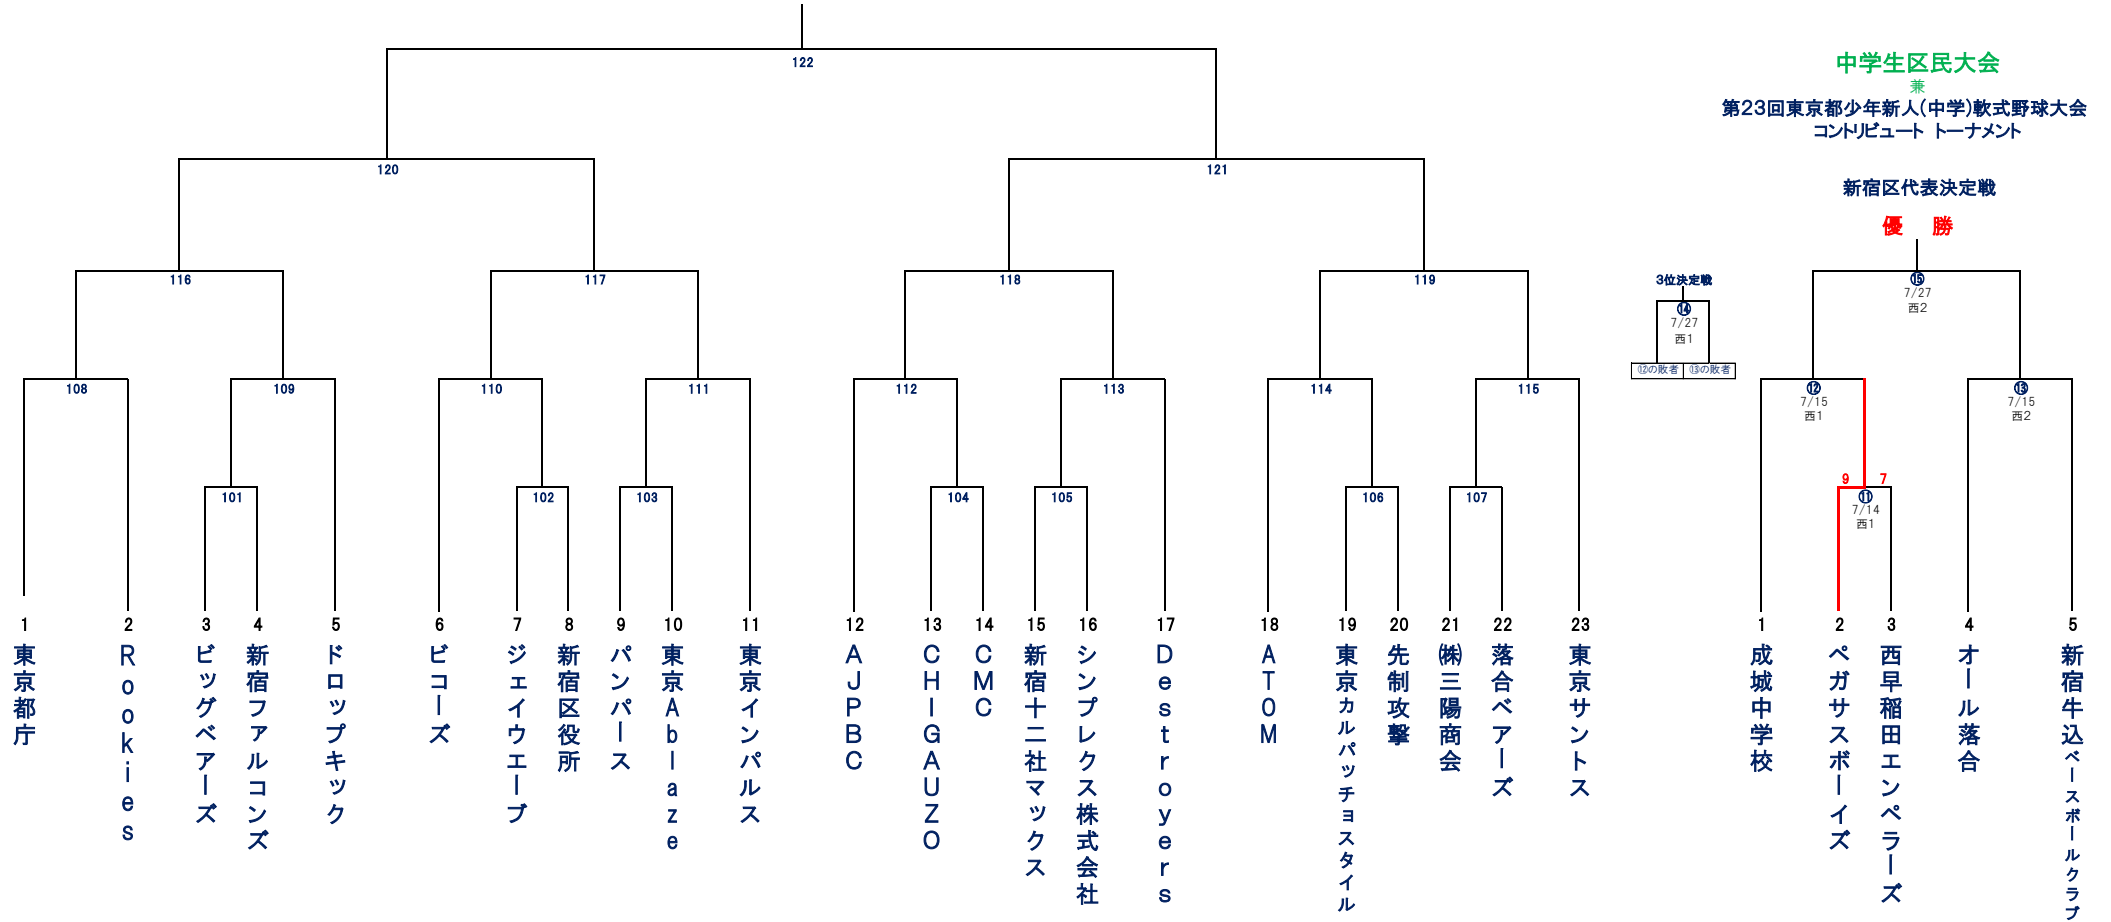 122
120
121
116
117
118
119
108
109
110
111
112
113
114
115
101
102
103
104
105
106
107
1
2
3
4
5
6
7
8
9
10
11
12
13
14
15
16
17
18
19
20
21
22
23
東京都庁
Rookies
ビッグベアーズ
新宿ファルコンズ
ドロップキック
ビコーズ
ジェイウエーブ
新宿区役所
パンパース
東京Ablaze
東京インパルス
AJPBC
CHIGAUZO
CMC
新宿十二社マックス
シンプレクス株式会社
Destroyers
ATOM
東京カルパッチョスタイル
先制攻撃
㈱三陽商会
落合ベアーズ
東京サントス
中学生区民大会
兼
第23回東京都少年新人(中学)軟式野球大会
コントリビュート トーナメント
新宿区代表決定戦
優 勝
⑮
7/27
西2
3位決定戦
⑭
7/27
西1
⑫の敗者
⑬の敗者
⑫
7/15
西1
⑬
7/15
西2
9
7
⑪
7/14
西1
1
2
3
4
5
成城中学校
ペガサスボーイズ
西早稲田エンペラーズ
オール落合
新宿牛込ベースボールクラブ